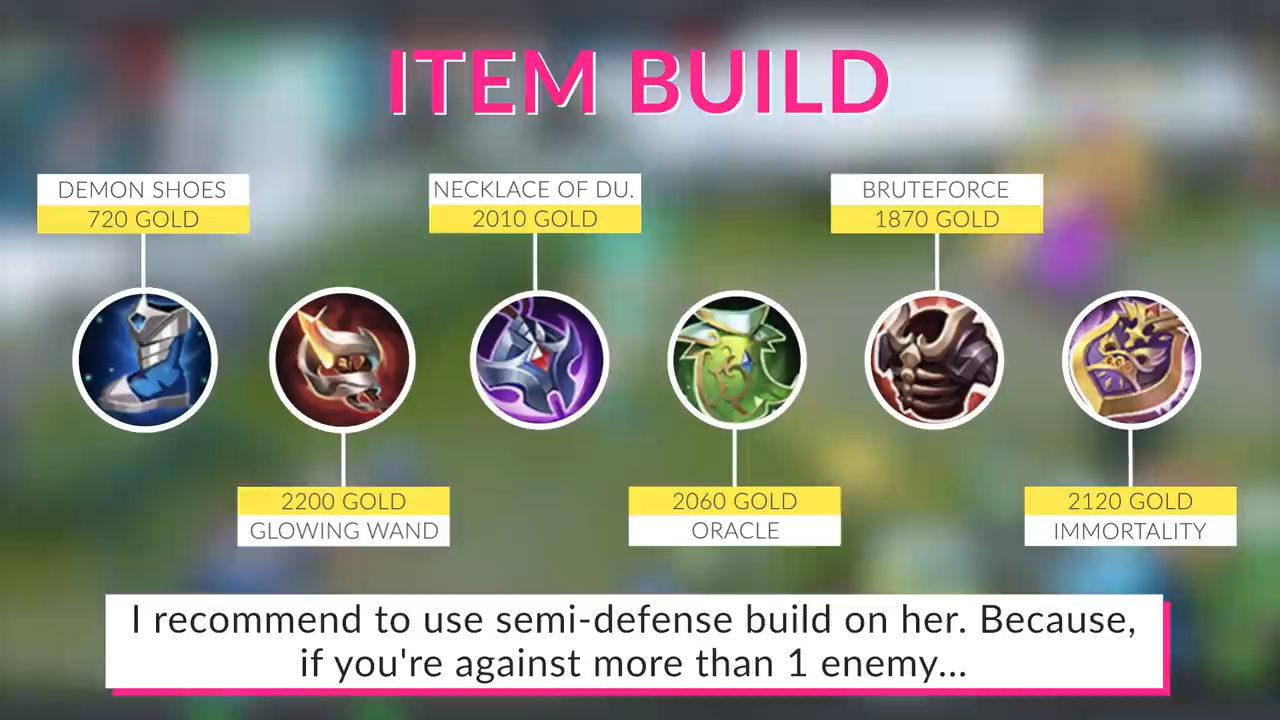 ITEM BUILD
DEMON SHOES
720 GOLD
NECKLACE OF DU.
2010 GOLD
BRUTEFORCE
1870 GOLD
2200 GOLD
GLOWING WAND
2060 GOLD
ORACLE
2120 GOLD
IMMORTALITY
I recommend to use semi-defense build on her. Because,
if you're against more than 1 enemy...